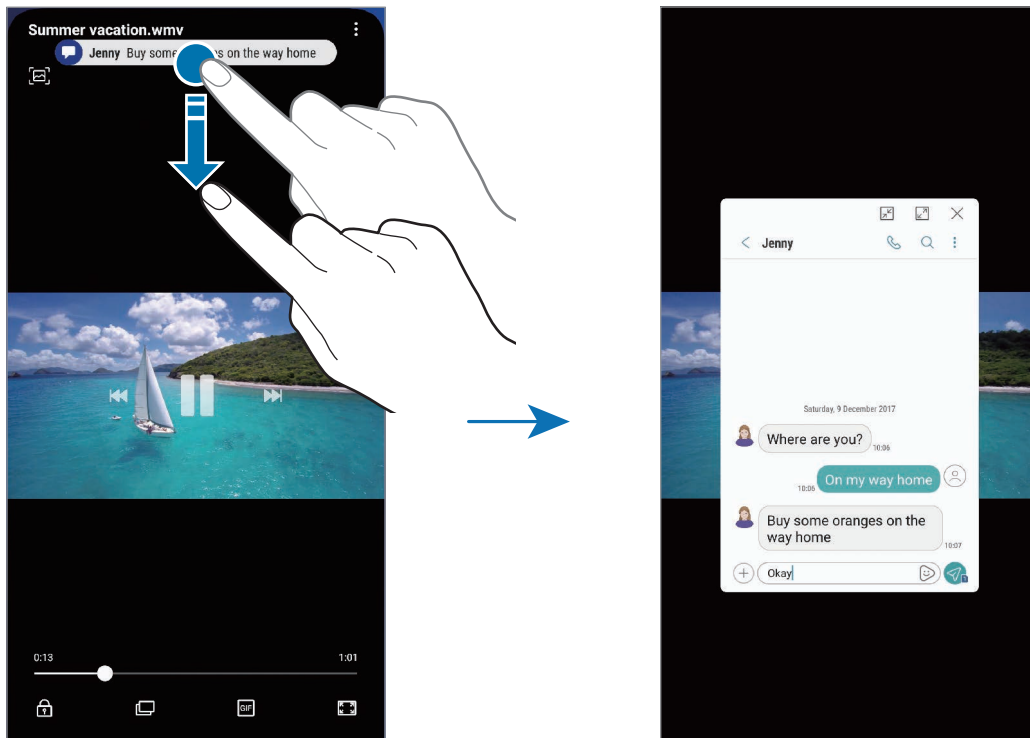 Summer vacation.wmv
Jenny Buy some es on the way home
0:13 1:01
GIF
Jenny
Saturday, 9 December 2017
Where are you?
10:06
On my way home
10:06
Buy some oranges on the
way home
10:07
Okay